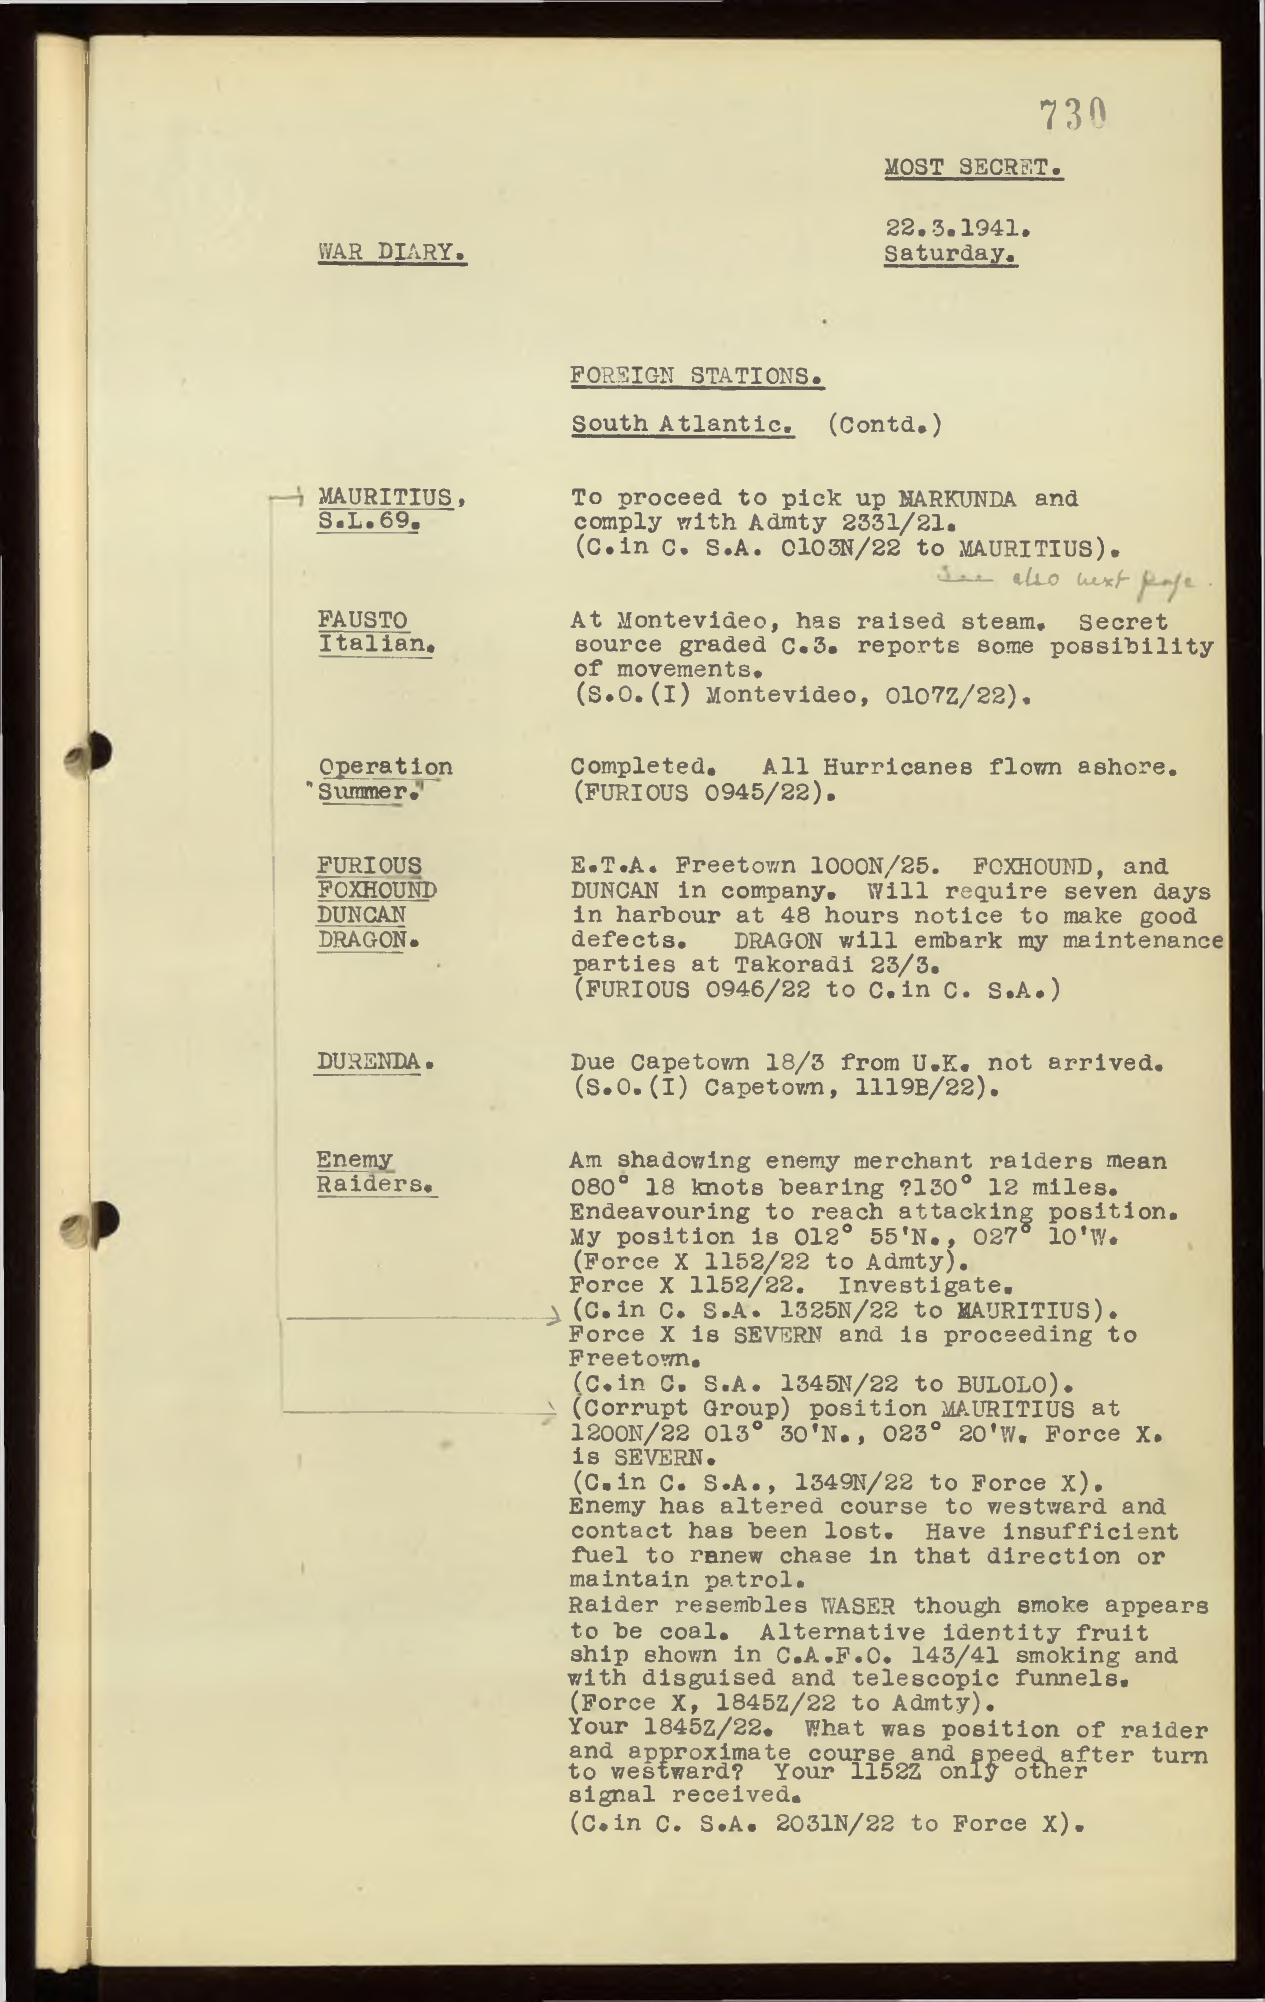 730
MOST SECRET.
22.3.1941.
WAR DIARY.
Saturday.
FOREIGN STATIONS.
South Atlantic. (Contd.)
MAURITIUS,
S.L.69.
To proceed to pick up NARKUNDA and
comply with Admty 2331/21.
(C.in C. S.A. 0103N/22 to MAURITIUS).
See also next page.
FAUSTO
Italian.
At Montevideo, has raised steam. Secret
source graded C.3. reports some possibility
of movements.
(S.O.(I) Montevideo, 0107Z/22).
Operation
"Summer."
Completed. All Hurricanes flown ashore.
(FURIOUS 0945/22).
FURIOUS
FOXHOUND
DUNCAN
DRAGON.
E.T.A. Freetown 1000N/25. FOXHOUND, and
DUNCAN in company. Will require seven days
in harbour at 48 hours notice to make good
defects. DRAGON will embark my maintenance
parties at Takoradi 23/3.
(FURIOUS 0946/22 to C.in C. S.A.)
DURENDA.
Due Capetown 18/3 from U.K. not arrived.
(S.O.(I) Capetown, 1119B/22).
Enemy
Raiders.
Am shadowing enemy merchant raiders mean
080° 18 knots bearing ?130° 12 miles.
Endeavouring to reach attacking position.
My position is 012° 55'N., 027° 10'W.
(Force X 1152/22 to Admty).
Force X 1152/22. Investigate.
(C.in C. S.A. 1325N/22 to MAURITIUS).
Force X is SEVERN and is proceeding to
Freetown.
(C.in C. S.A. 1345N/22 to BULOLO).
(Corrupt Group) position MAURITIUS at
1200N/22 013° 30'N., 023° 20'W. Force X.
is SEVERN.
(C.in C. S.A., 1349N/22 to Force X).
Enemy has altered course to westward and
contact has been lost. Have insufficient
fuel to renew chase in that direction or
maintain patrol.
Raider resembles WASER though smoke appears
to be coal. Alternative identity fruit
ship shown in C.A.F.O. 143/41 smoking and
with disguised and telescopic funnels.
(Force X, 1845Z/22 to Admty).
Your 1845Z/22. What was position of raider
and approximate course and speed after turn
to westward? Your 1152Z only other
signal received.
(C.in C. S.A. 2031N/22 to Force X).